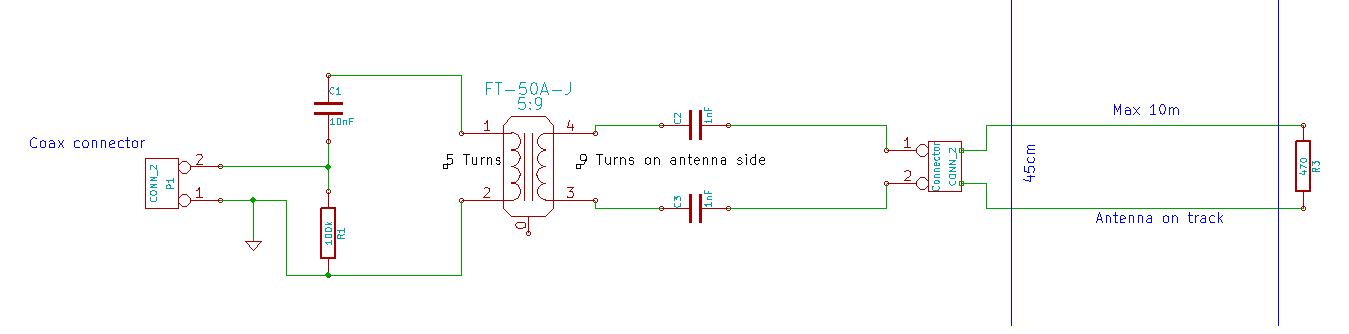 Coax connector
CONN_2
P1
2
1
C1
10nF
100k
R1
FT-50A-J
5:9
1
2
4
3
0
5 Turns
9 Turns on antenna side
C2
1nF
C3
1nF
1
2
Connector
CONN_2
45cm
Max 10m
Antenna on track
470
R3